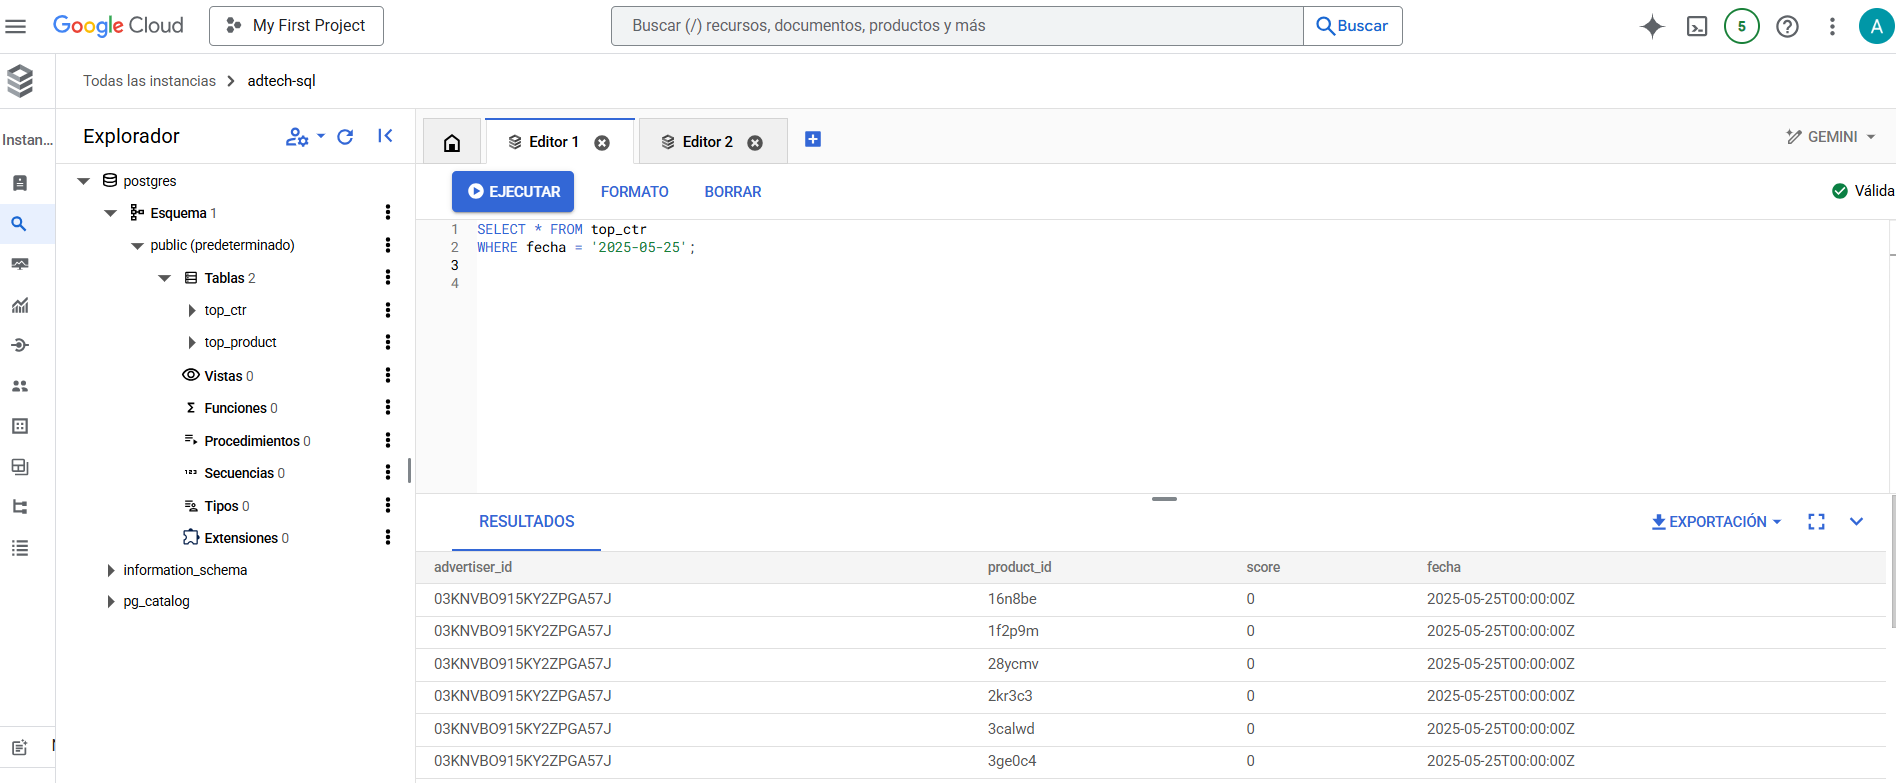 Google Cloud
My First Project
Buscar (/) recursos, documentos, productos y más
Buscar
5
A
Todas las instancias
adtech-sql
Instan...
Explorador
Editor 1
Editor 2
GEMINI
EJECUTAR
FORMATO
BORRAR
Válida
postgres
Esquema 1
public (predeterminado)
Tablas 2
top_ctr
top_product
Vistas 0
Funciones 0
Procedimientos 0
Secuencias 0
Tipos 0
Extensiones 0
information_schema
pg_catalog
1 SELECT * FROM top_ctr
2 WHERE fecha = '2025-05-25';
3
4
RESULTADOS
EXPORTACIÓN
advertiser_id product_id score fecha
03KNVBO915KY2ZPGA57J 16n8be 0 2025-05-25T00:00:00Z
03KNVBO915KY2ZPGA57J 1f2p9m 0 2025-05-25T00:00:00Z
03KNVBO915KY2ZPGA57J 28ycmv 0 2025-05-25T00:00:00Z
03KNVBO915KY2ZPGA57J 2kr3c3 0 2025-05-25T00:00:00Z
03KNVBO915KY2ZPGA57J 3calwd 0 2025-05-25T00:00:00Z
03KNVBO915KY2ZPGA57J 3ge0c4 0 2025-05-25T00:00:00Z